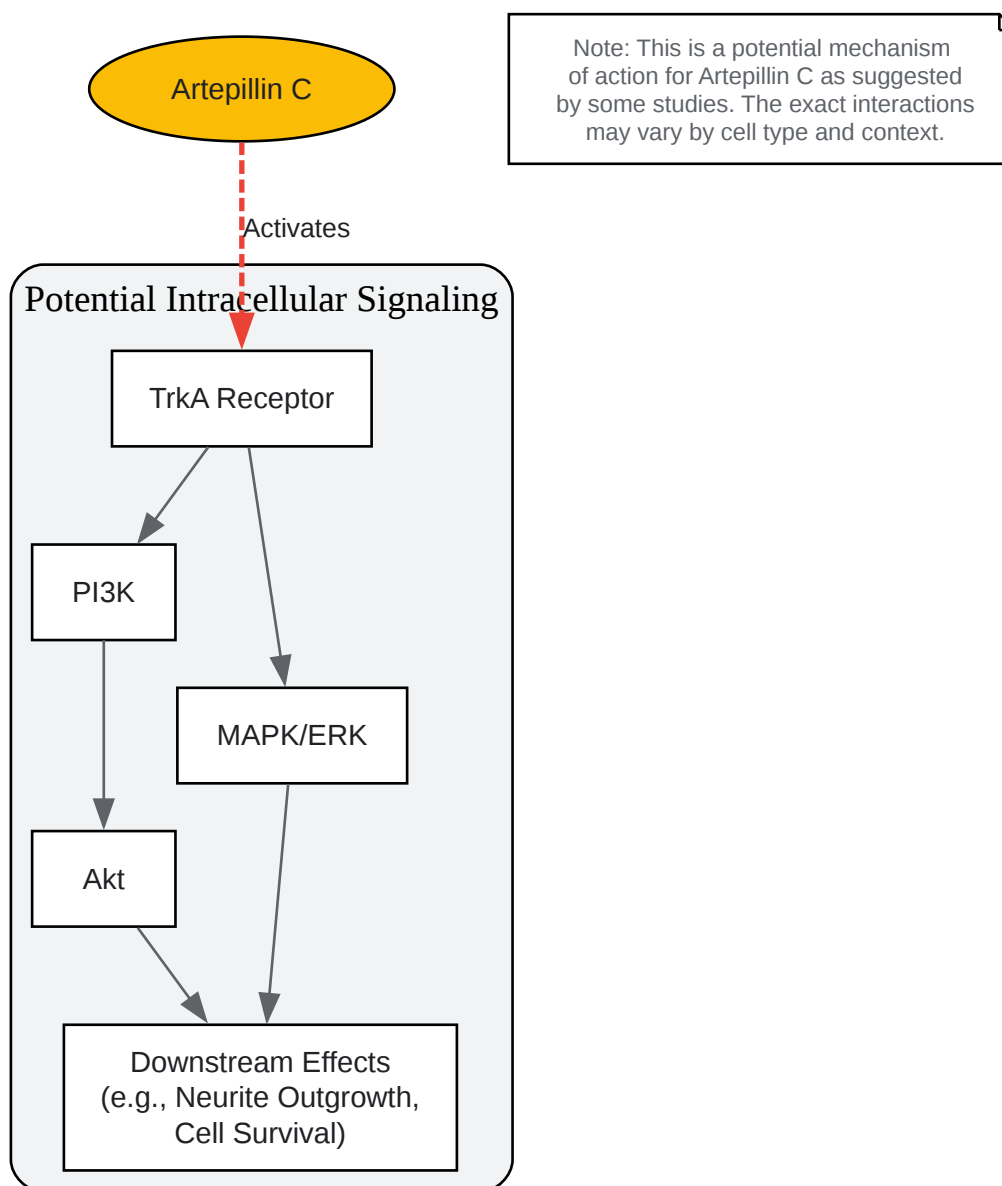 Artepillin C
Note: This is a potential mechanism
of action for Artepillin C as suggested
by some studies. The exact interactions
may vary by cell type and context.
Activates
Potential Intracellular Signaling
TrkA Receptor
PI3K
MAPK/ERK
Akt
Downstream Effects
(e.g., Neurite Outgrowth,
Cell Survival)